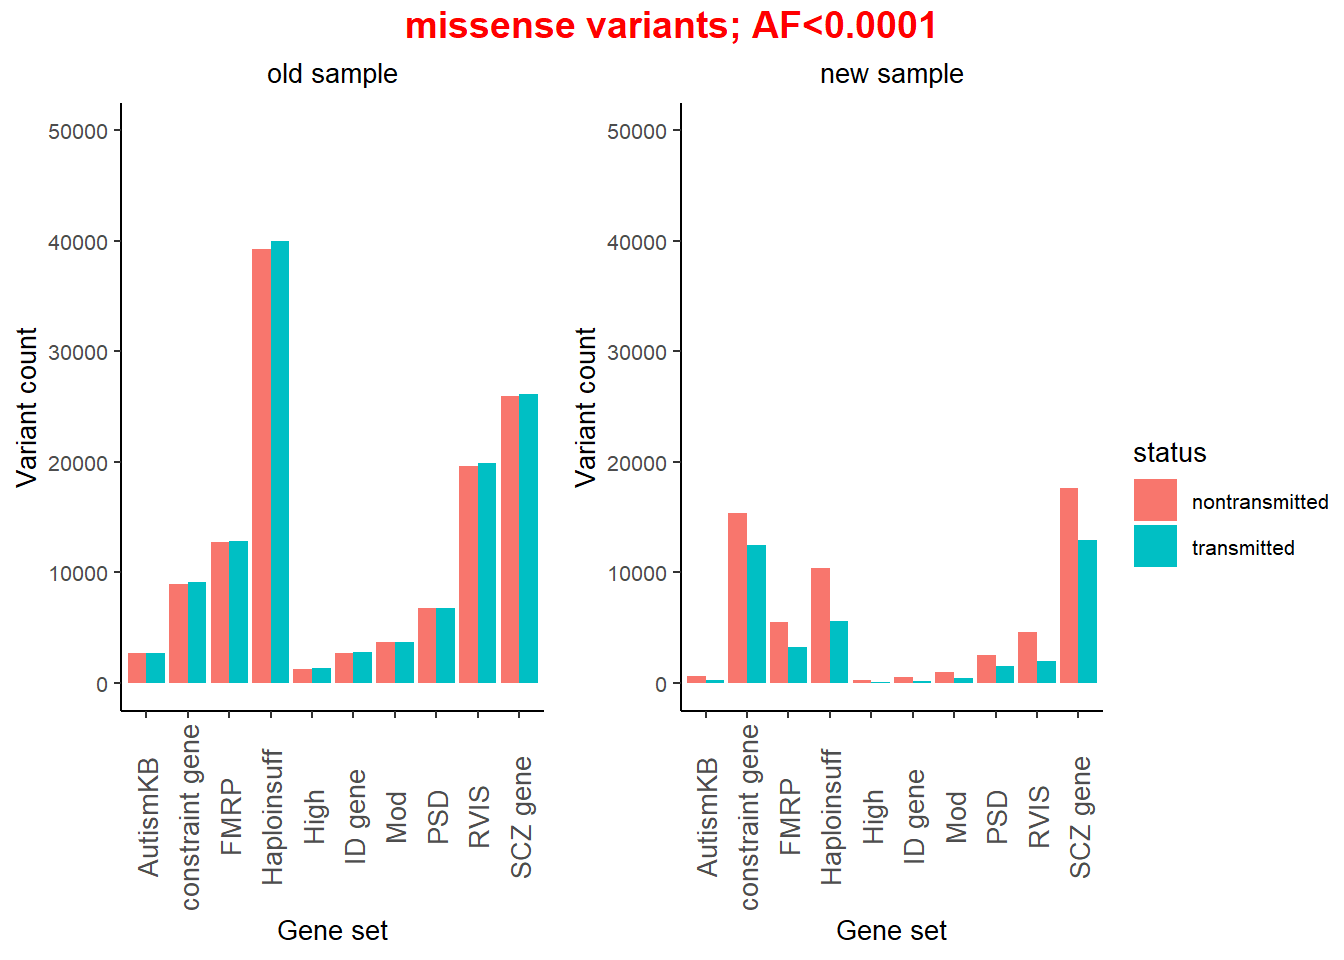 missense variants; AF<0.0001
old sample
new sample
Variant count
50000
40000
30000
20000
10000
0
AutismKB
constraint gene
FMRP
Haploinsuff
High
ID gene
Mod
PSD
RVIS
SCZ gene
Gene set
Variant count
50000
40000
30000
20000
10000
0
AutismKB
constraint gene
FMRP
Haploinsuff
High
ID gene
Mod
PSD
RVIS
SCZ gene
Gene set
status
nontransmitted
transmitted